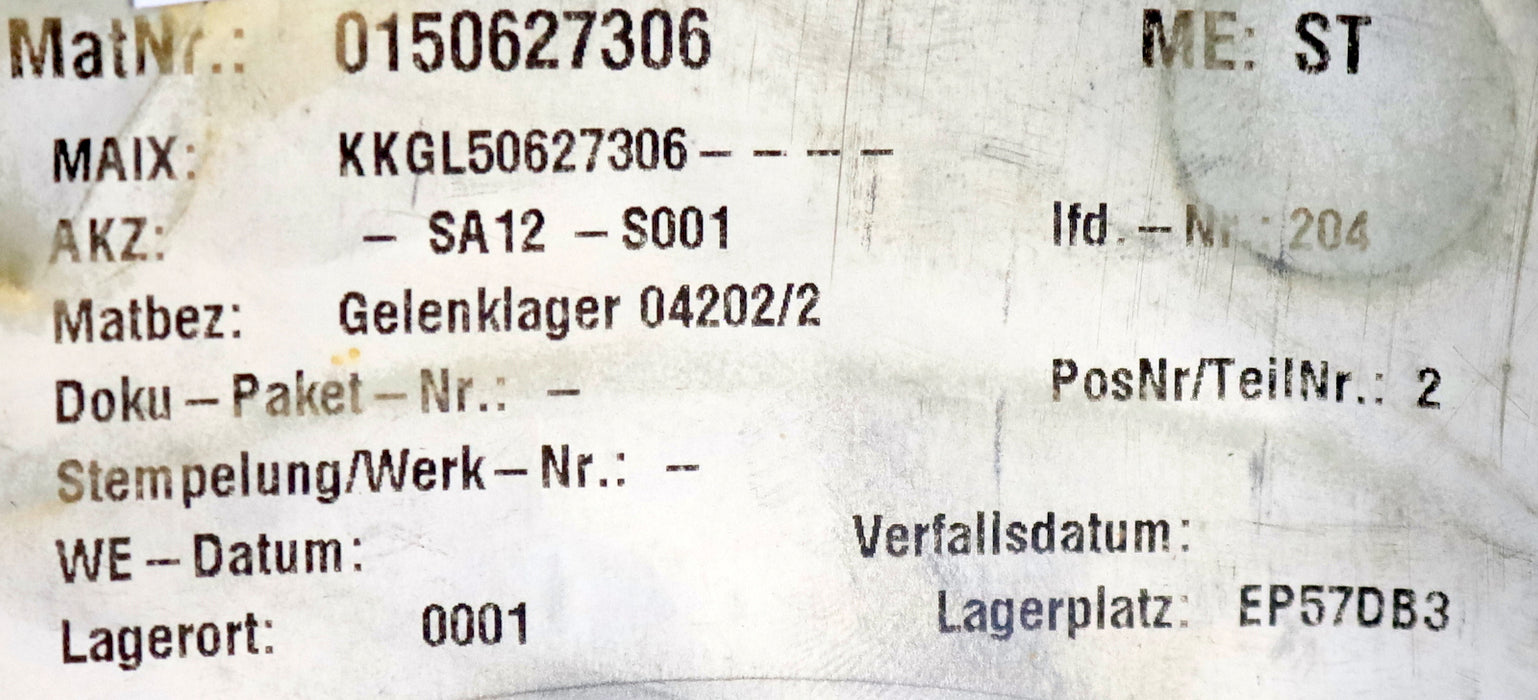 MatNr.: 0150627306 ME: ST
MAIX: KKGL50627306– – – –
AKZ: – SA12 –S001 lfd.–Nr.: 204
Matbez: Gelenklager 04202/2
Doku–Paket–Nr.: – PosNr/TeilNr.: 2
Stempelung/Werk–Nr.: –
WE–Datum: Verfallsdatum:
Lagerort: 0001 Lagerplatz: EP57DB3